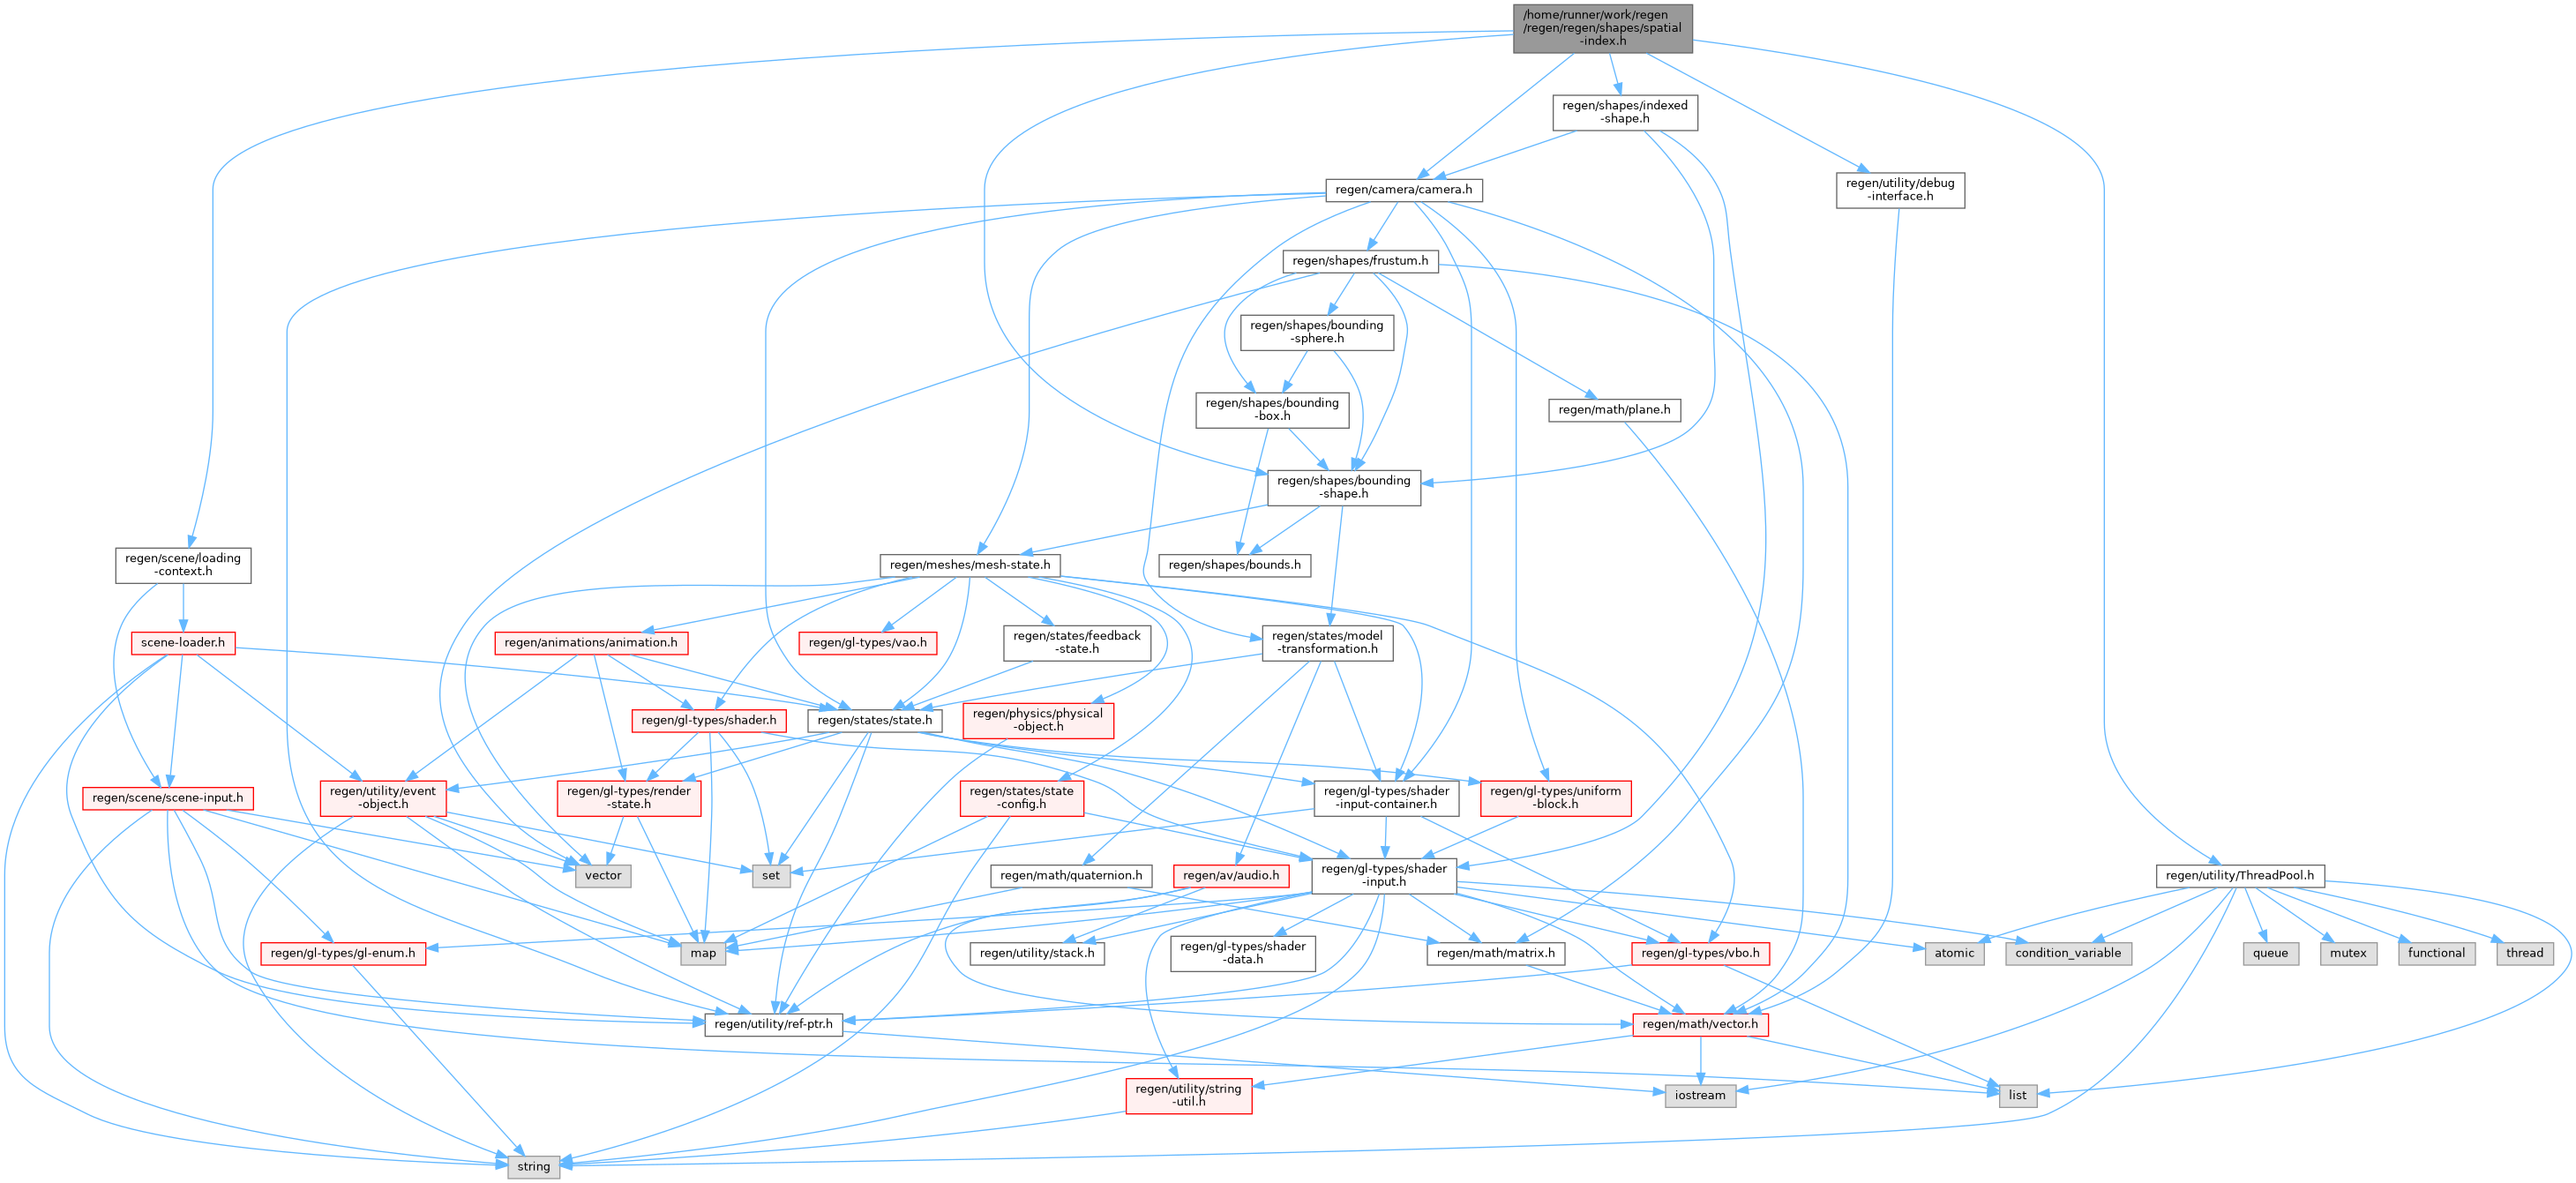 /home/runner/work/regen
/regen/regen/shapes/spatial
-index.h
regen/shapes/indexed
-shape.h
regen/camera/camera.h
regen/utility/debug
-interface.h
regen/shapes/frustum.h
regen/shapes/bounding
-sphere.h
regen/shapes/bounding
-box.h
regen/math/plane.h
regen/shapes/bounding
-shape.h
regen/scene/loading
-context.h
regen/meshes/mesh-state.h
regen/shapes/bounds.h
scene-loader.h
regen/animations/animation.h
regen/gl-types/vao.h
regen/states/feedback
-state.h
regen/states/model
-transformation.h
regen/gl-types/shader.h
regen/states/state.h
regen/physics/physical
-object.h
regen/scene/scene-input.h
regen/utility/event
-object.h
regen/gl-types/render
-state.h
regen/states/state
-config.h
regen/gl-types/shader
-input-container.h
regen/gl-types/uniform
-block.h
vector
set
regen/math/quaternion.h
regen/av/audio.h
regen/gl-types/shader
-input.h
regen/utility/ThreadPool.h
regen/gl-types/gl-enum.h
map
regen/utility/stack.h
regen/gl-types/shader
-data.h
regen/math/matrix.h
regen/gl-types/vbo.h
atomic
condition_variable
queue
mutex
functional
thread
regen/utility/ref-ptr.h
regen/math/vector.h
regen/utility/string
-util.h
iostream
list
string